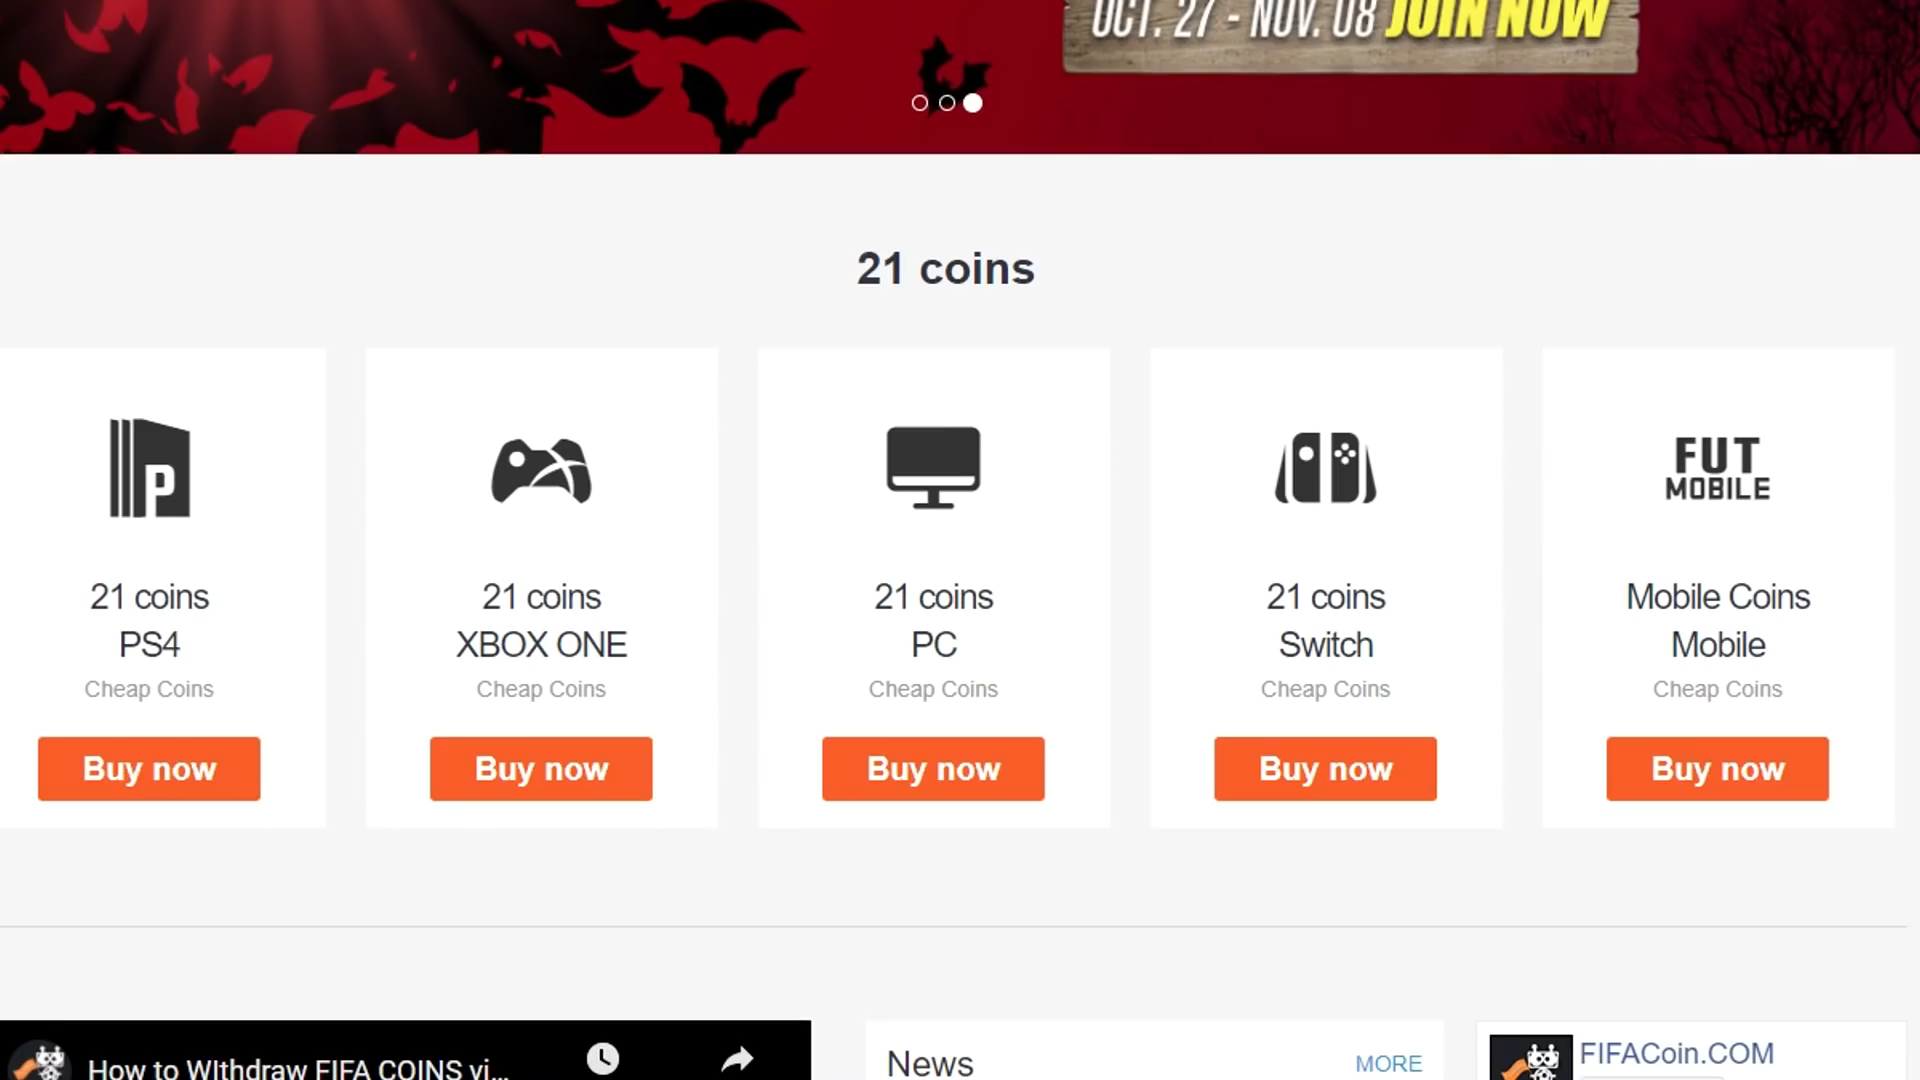 OCT. 27 - NOV. 08 JOIN NOW
21 coins
P
FUT
MOBILE
21 coins
PS4
Cheap Coins
Buy now
21 coins
XBOX ONE
Cheap Coins
Buy now
21 coins
PC
Cheap Coins
Buy now
21 coins
Switch
Cheap Coins
Buy now
Mobile Coins
Mobile
Cheap Coins
Buy now
How to WIthdraw FIFA COINS vi...
News
MORE
FIFACoin.COM